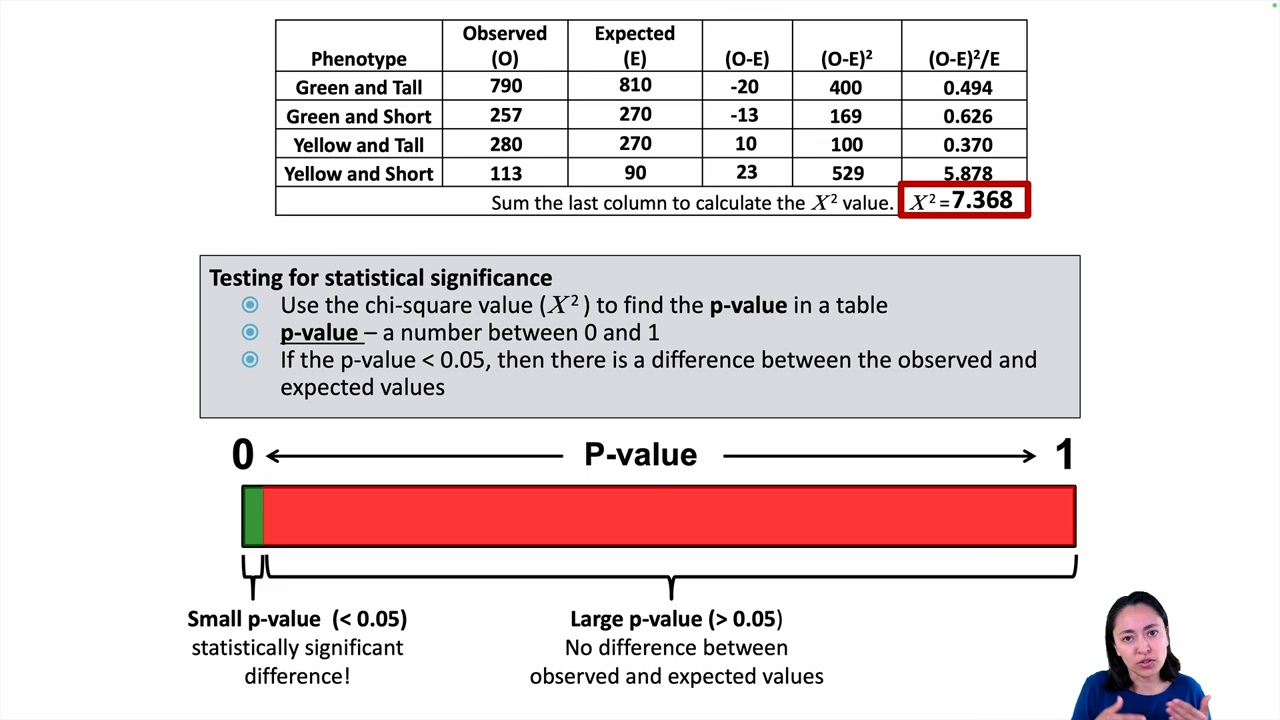 Phenotype Observed (O) Expected (E) (O-E) (O-E)² (O-E)²/E
Green and Tall 790 810 -20 400 0.494
Green and Short 257 270 -13 169 0.626
Yellow and Tall 280 270 10 100 0.370
Yellow and Short 113 90 23 529 5.878
Sum the last column to calculate the X² value. X² = 7.368
Testing for statistical significance
Use the chi-square value (X²) to find the p-value in a table
p-value – a number between 0 and 1
If the p-value < 0.05, then there is a difference between the observed and
expected values
0 P-value 1
Small p-value (< 0.05)
statistically significant
difference!
Large p-value (> 0.05)
No difference between
observed and expected values